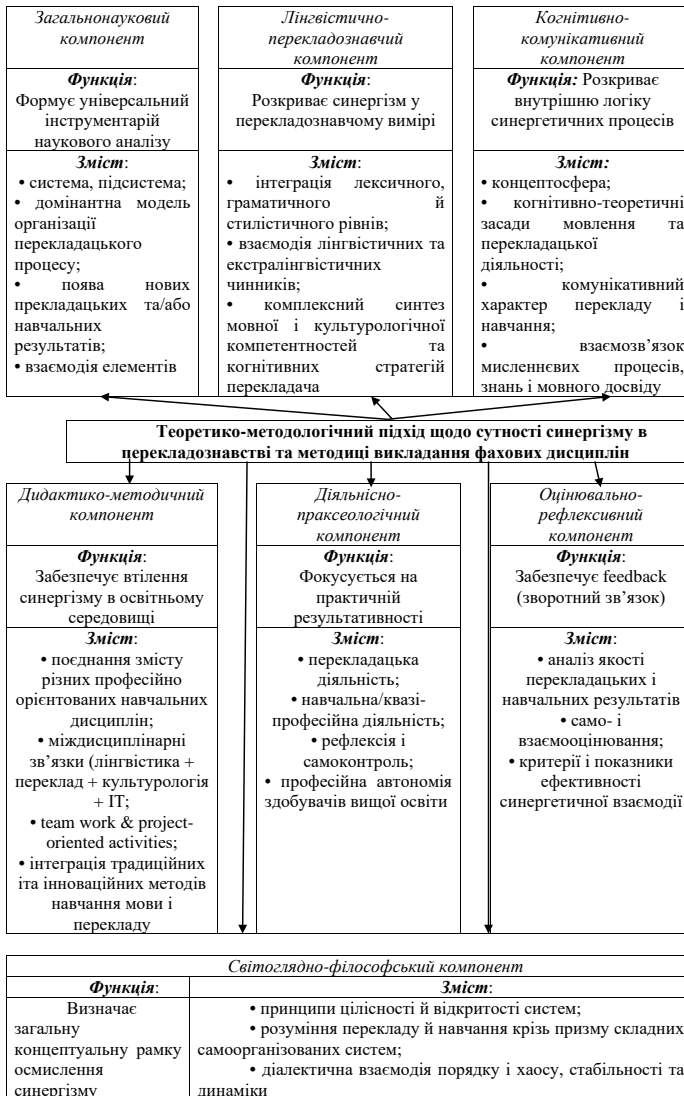 Загальнонауковий
компонент
Функція:
Формує універсальний
інструментарій
наукового аналізу
Зміст:
• система, підсистема;
• домінантна модель
організації
перекладацького
процесу;
• поява нових
прекладацьких та/або
навчальних
результатів;
• взаємодія елементів
Лінгвістично-
перекладознавчий
компонент
Функція:
Розкриває синергізм у
перекладознавчому вимірі
Зміст:
• інтеграція лексичного,
граматичного й
стилістичного рівнів;
• взаємодія лінгвістичних та
екстралінгвістичних
чинників;
• комплексний синтез
мовної і культурологічної
компетентностей та
когнітивних стратегій
перекладача
Когнітивно-
комунікативний
компонент
Функція: Розкриває
внутрішню логіку
синергетичних процесів
Зміст:
• концептосфера;
• когнітивно-теоретичні
засади мовлення та
перекладацької
діяльності;
• комунікативний
характер перекладу і
навчання;
• взаємозв’язок
мисленнєвих процесів,
знань і мовного досвіду
Теоретико-методологічний підхід щодо сутності синергізму в
перекладознавстві та методиці викладання фахових дисциплін
Дидактико-методичний
компонент
Функція:
Забезпечує втілення
синергізму в освітньому
середовищі
Зміст:
• поєднання змісту
різних професійно
орієнтованих навчальних
дисциплін;
• міждисциплінарні
зв’язки (лінгвістика +
переклад + культурологія
+ ІТ;
• team work & project-
oriented activities;
• інтеграція традиційних
іта інноваційних методів
навчання мови і
перекладу
Діяльнісно-
праксеологічний
компонент
Функція:
Фокусується на
практичній
результативності
Зміст:
• перекладацька
діяльність;
• навчальна/квазі-
професійна діяльність;
• рефлексія і
самоконтроль;
• професійна автономія
здобувачів вищої освіти
Оцінювально-
рефлексивний
компонент
Функція:
Забезпечує feedback
(зворотний зв’язок)
Зміст:
• аналіз якості
перекладацьких і
навчальних результатів
• само- і
взаємооцінювання;
• критерії і показники
ефективності
синергетичної взаємодії
Світоглядно-філософський компонент
Функція:
Визначає
загальну
концептуальну рамку
осмислення
синергізму
Зміст:
• принципи цілісності й відкритості систем;
• розуміння перекладу й навчання крізь призму складних
самоорганізованих систем;
• діалектична взаємодія порядку і хаосу, стабільності та
динаміки